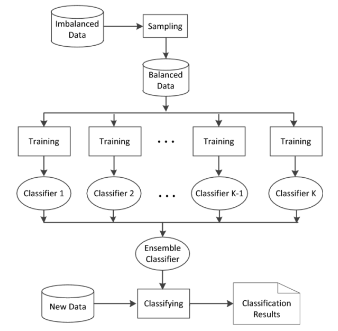 Imbalanced
Data
Sampling
Balanced
Data
Training
Training
...
Training
Training
Classifier 1
Classifier 2
...
Classifier K-1
Classifier K
Ensemble
Classifier
New Data
Classifying
Classification
Results